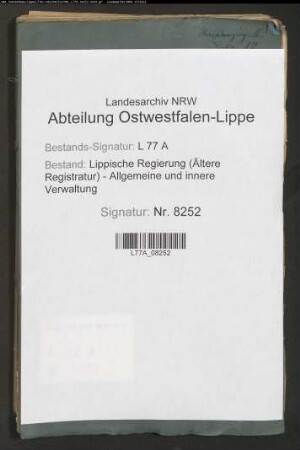 Landesarchiv NRW
Abteilung Ostwestfalen-Lippe
Bestands-Signatur: L 77 A
Bestand: Lippische Regierung (Ältere
Registratur) - Allgemeine und innere
Verwaltung
Signatur: Nr. 8252
L77A_08252